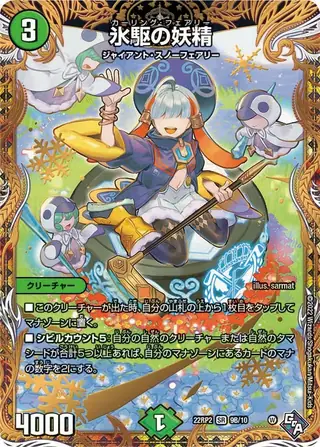 3
カーリング・フェアリー
氷駆の妖精
ジャイアント・スノーフェアリー
illus. sarmat
クリーチャー
■このクリーチャーが出た時、自分の山札の上から1枚目をタップして
マナゾーンに置く。
■シビルカウント5：自分の自然のクリーチャーまたは自然のタマ
シードが合計5つ以上あれば、自分のマナゾーンにあるカードのマナ
の数字を2にする。
4000
1
22RP2 SR 9B/10
W
©2022 Wizards/Shogakukan/Mitsui-Kids